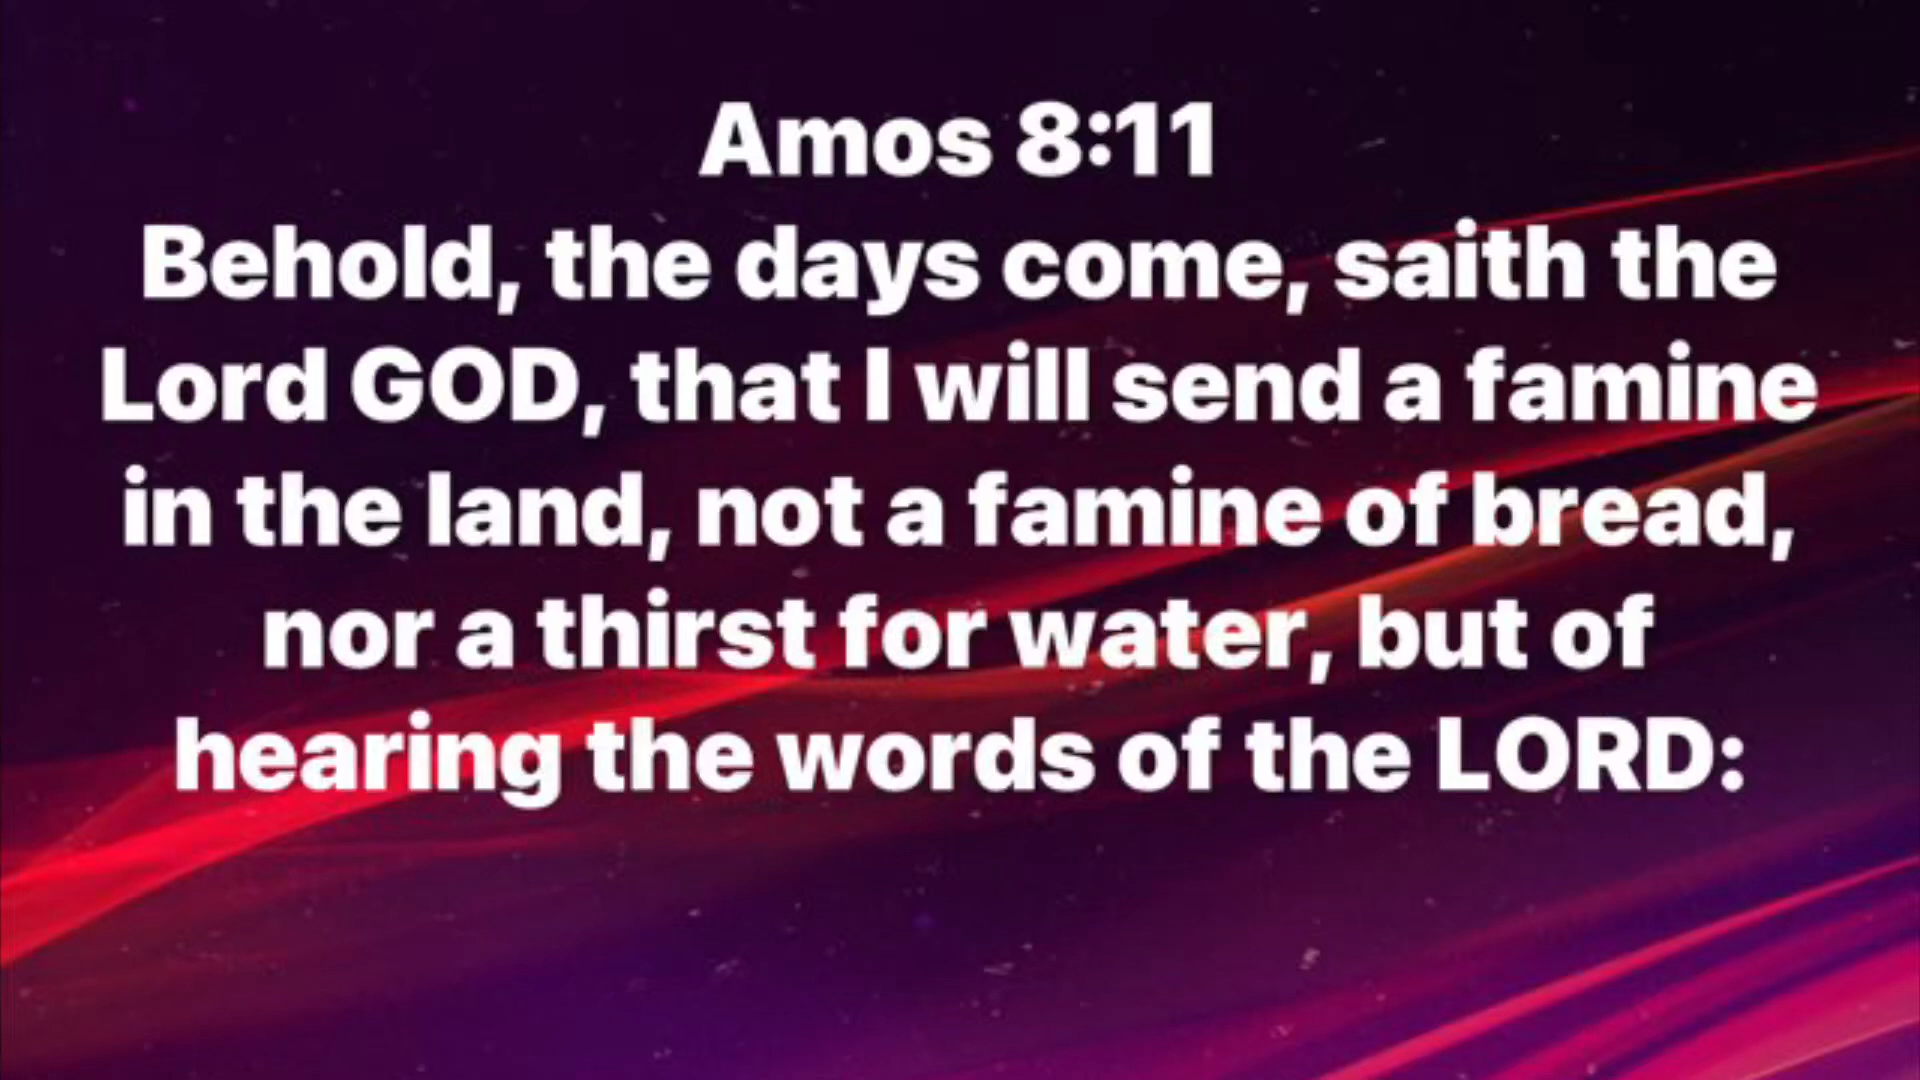 Amos 8:11
Behold, the days come, saith the
Lord GOD, that I will send a famine
in the land, not a famine of bread,
nor a thirst for water, but of
hearing the words of the LORD: